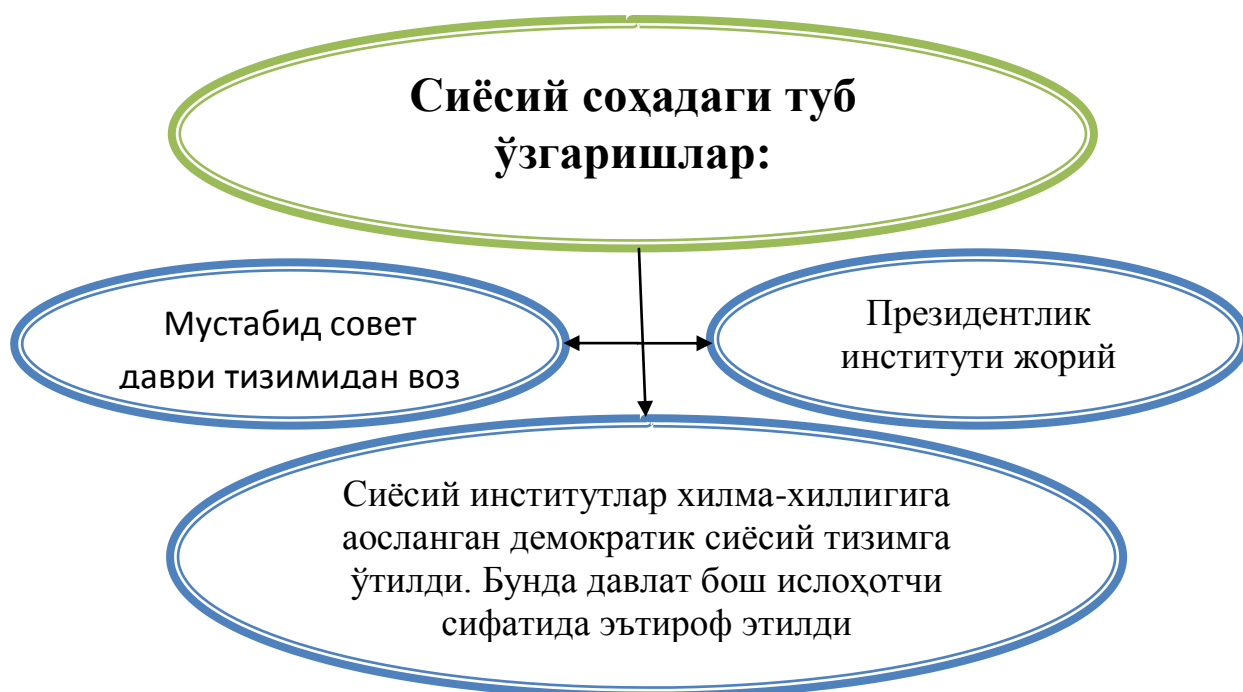 Сиёсий соҳадаги туб
ўзгаришлар:
Мустабид совет
даври тизимидан воз
Президентлик
институти жорий
Сиёсий институтлар хилма-хиллигига
аосланган демократик сиёсий тизимга
ўтилди. Бунда давлат бош ислоҳотчи
сифатида эътироф этилди